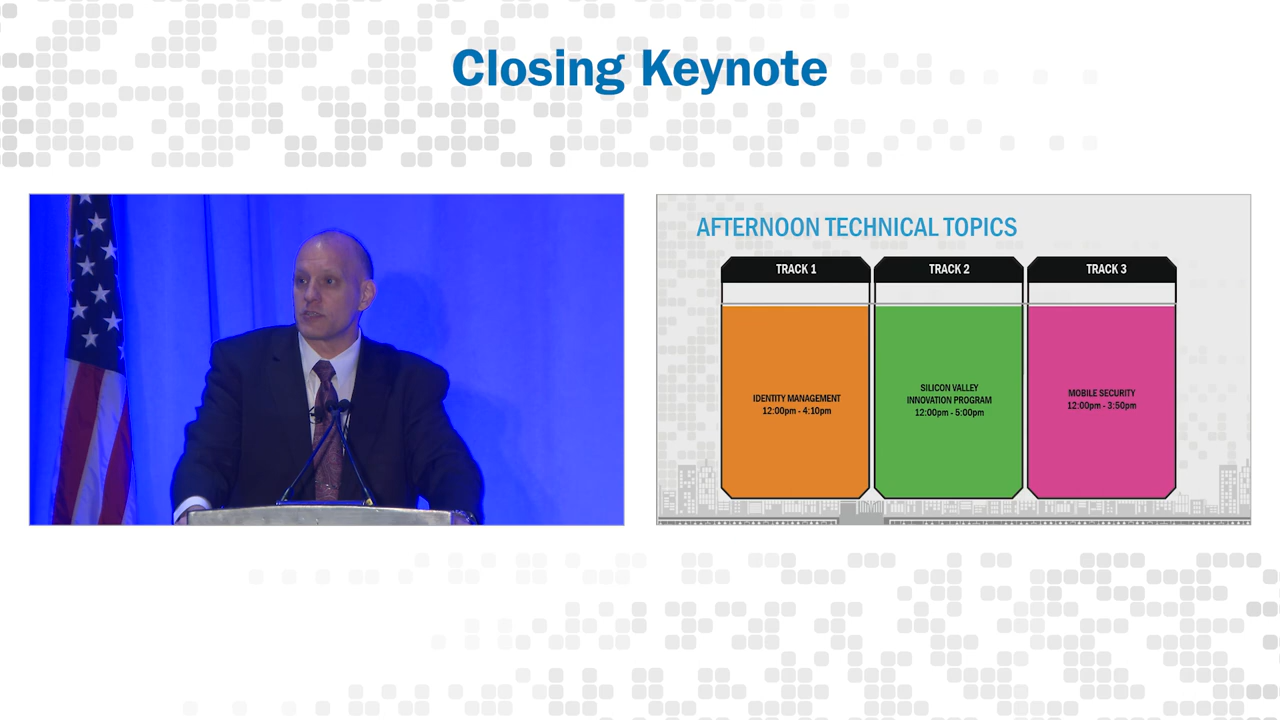 Closing Keynote
AFTERNOON TECHNICAL TOPICS
TRACK 1
TRACK 2
TRACK 3
IDENTITY MANAGEMENT
12:00pm - 4:10pm
SILICON VALLEY
INNOVATION PROGRAM
12:00pm - 5:00pm
MOBILE SECURITY
12:00pm - 3:50pm